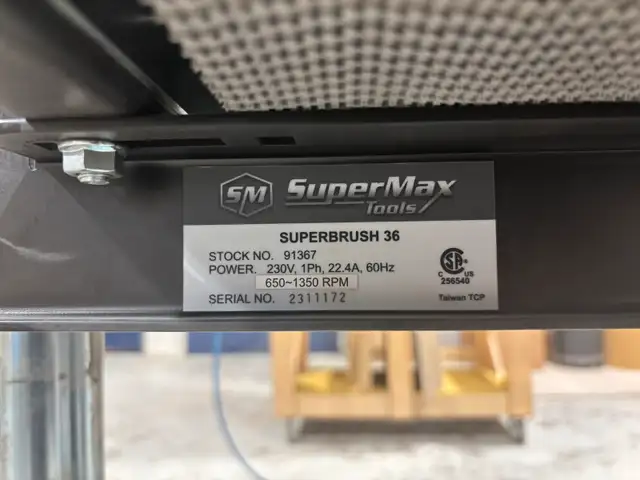 SM SuperMax
Tools
SUPERBRUSH 36
STOCK NO. 91367
POWER. 230V, 1Ph, 22.4A, 60Hz
650~1350 RPM
SERIAL NO. 2311172
SA
C US
256540
Taiwan TCP